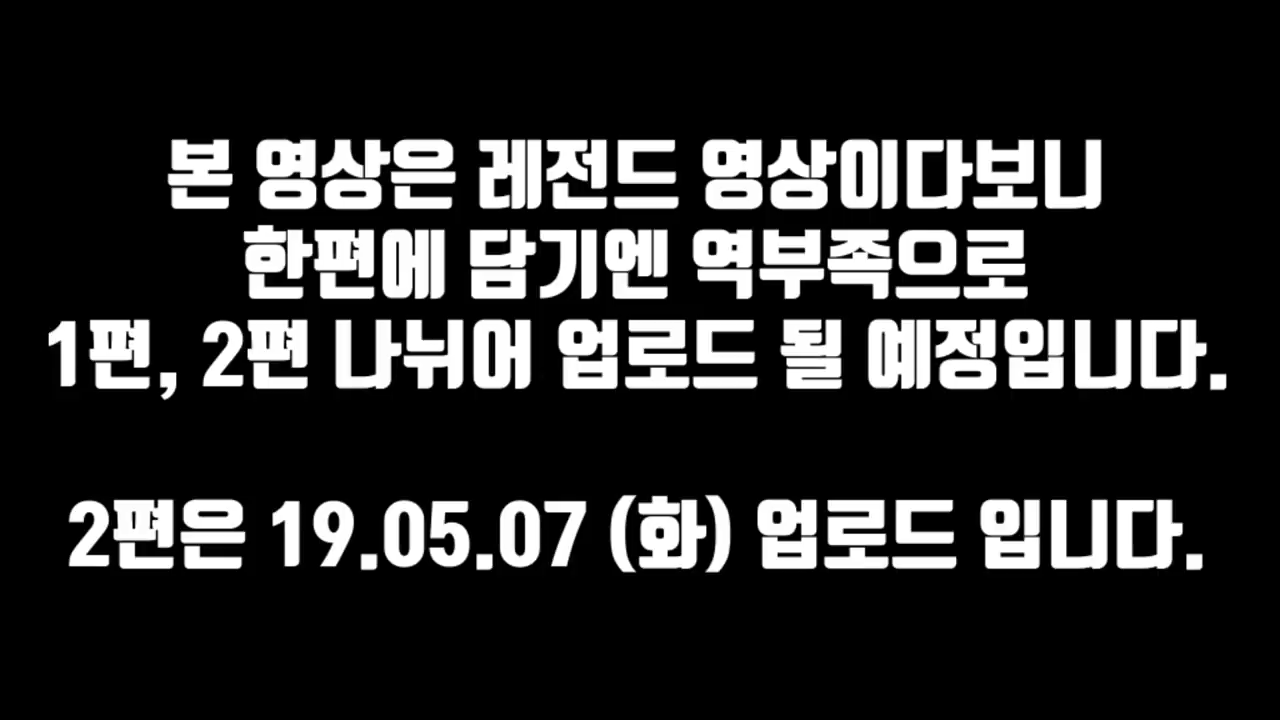 본 영상은 레전드 영상이다보니
한편에 담기엔 역부족으로
1편, 2편 나뉘어 업로드 될 예정입니다.
2편은 19.05.07 (화) 업로드 입니다.